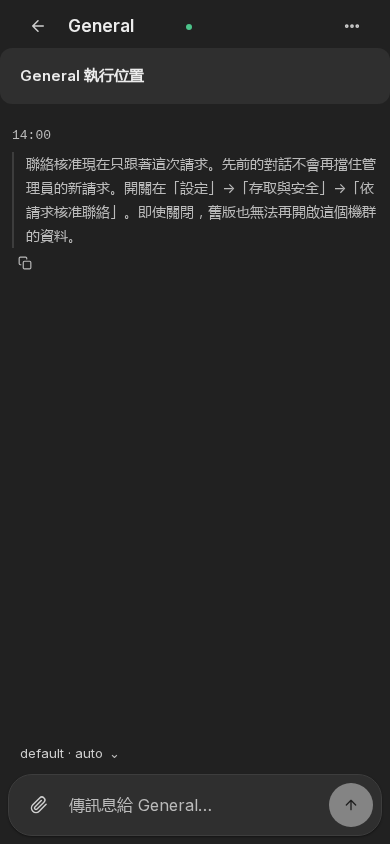 General
General 執行位置
14:00
聯絡核准現在只跟著這次請求。先前的對話不會再擋住管
理員的新請求。開關在「設定」→「存取與安全」→「依
請求核准聯絡」。即使關閉，舊版也無法再開啟這個機群
的資料。
default · auto
傳訊息給 General…